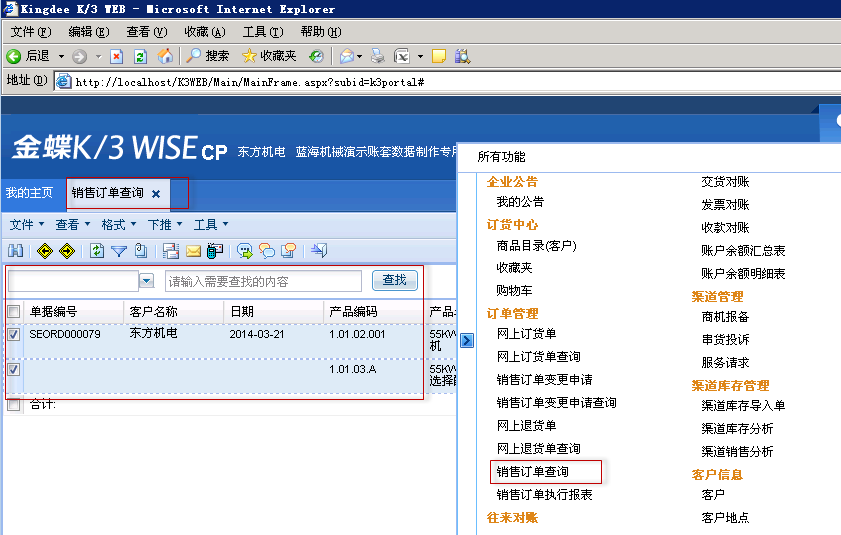 Kingdee K/3 WEB - Microsoft Internet Explorer
文件(F) 编辑(E) 查看(V) 收藏(A) 工具(T) 帮助(H)
后退 搜索 收藏夹
地址(D) http://localhost/K3WEB/Main/MainFrame.aspx?subid=k3portal#
金蝶K/3 WISE CP 东方机电 蓝海机械演示账套数据制作专用
我的主页 销售订单查询 ×
文件 查看 格式 下推 工具
请输入需要查找的内容 查找
单据编号 客户名称 日期 产品编码
SEORD000079 东方机电 2014-03-21 1.01.02.001 55KW
机
1.01.03.A 55KW
选择
合计:
所有功能
企业公告
我的公告
订货中心
商品目录(客户)
收藏夹
购物车
订单管理
网上订货单
网上订货单查询
销售订单变更申请
销售订单变更申请查询
网上退货单
网上退货单查询
销售订单查询
销售订单执行报表
往来对账
交货对账
发票对账
收款对账
账户余额汇总表
账户余额明细表
渠道管理
商机报备
串货投诉
服务请求
渠道库存管理
渠道库存导入单
渠道库存分析
渠道销售分析
客户信息
客户
客户地点